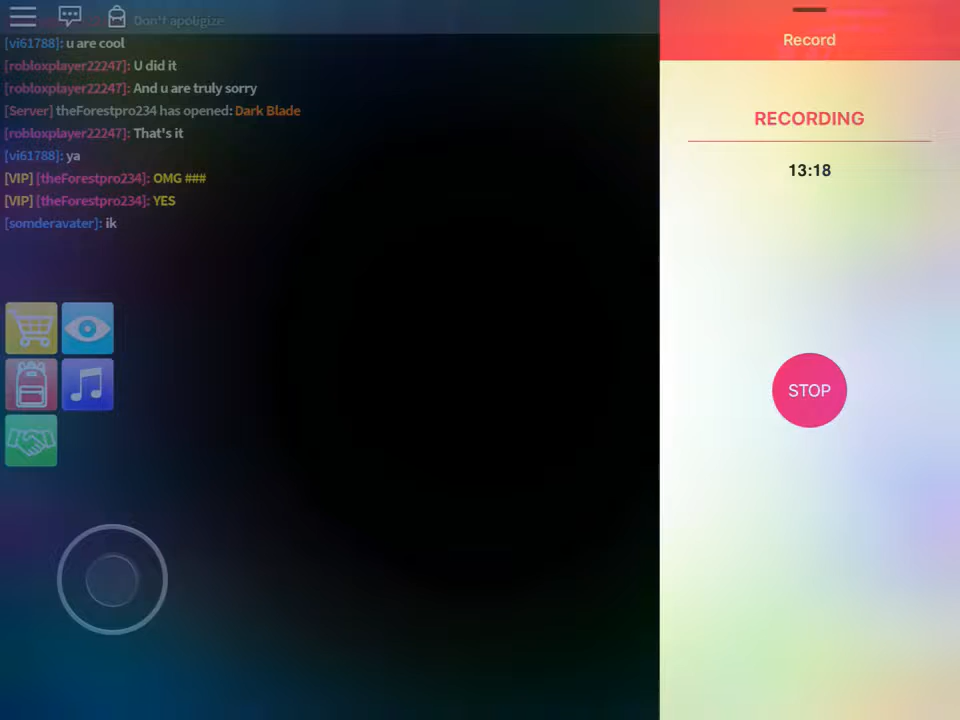 Don't apoligize
[vi61788]: u are cool
[robloxplayer22247]: U did it
[robloxplayer22247]: And u are truly sorry
[Server] theForestpro234 has opened: Dark Blade
[robloxplayer22247]: That's it
[vi61788]: ya
[VIP] [theForestpro234]: OMG ###
[VIP] [theForestpro234]: YES
[somderavater]: ik
Record
RECORDING
13:18
STOP